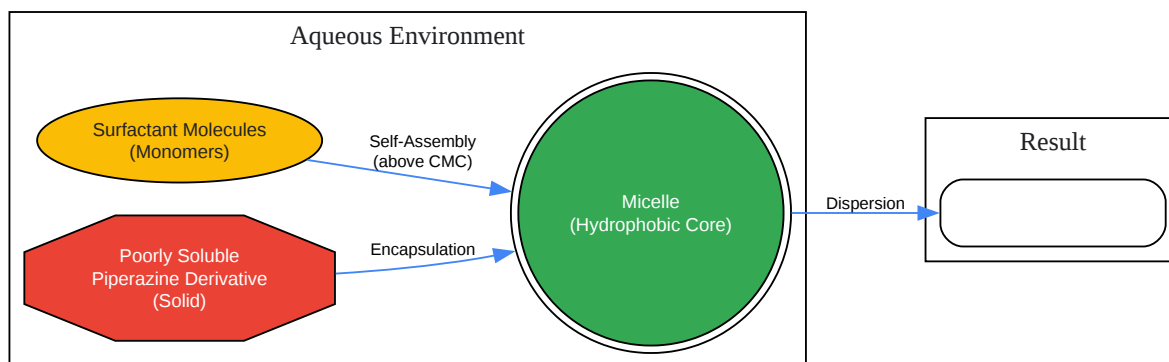 Aqueous Environment
Surfactant Molecules
(Monomers)
Self-Assembly
(above CMC)
Poorly Soluble
Piperazine Derivative
(Solid)
Encapsulation
Micelle
(Hydrophobic Core)
Dispersion
Result